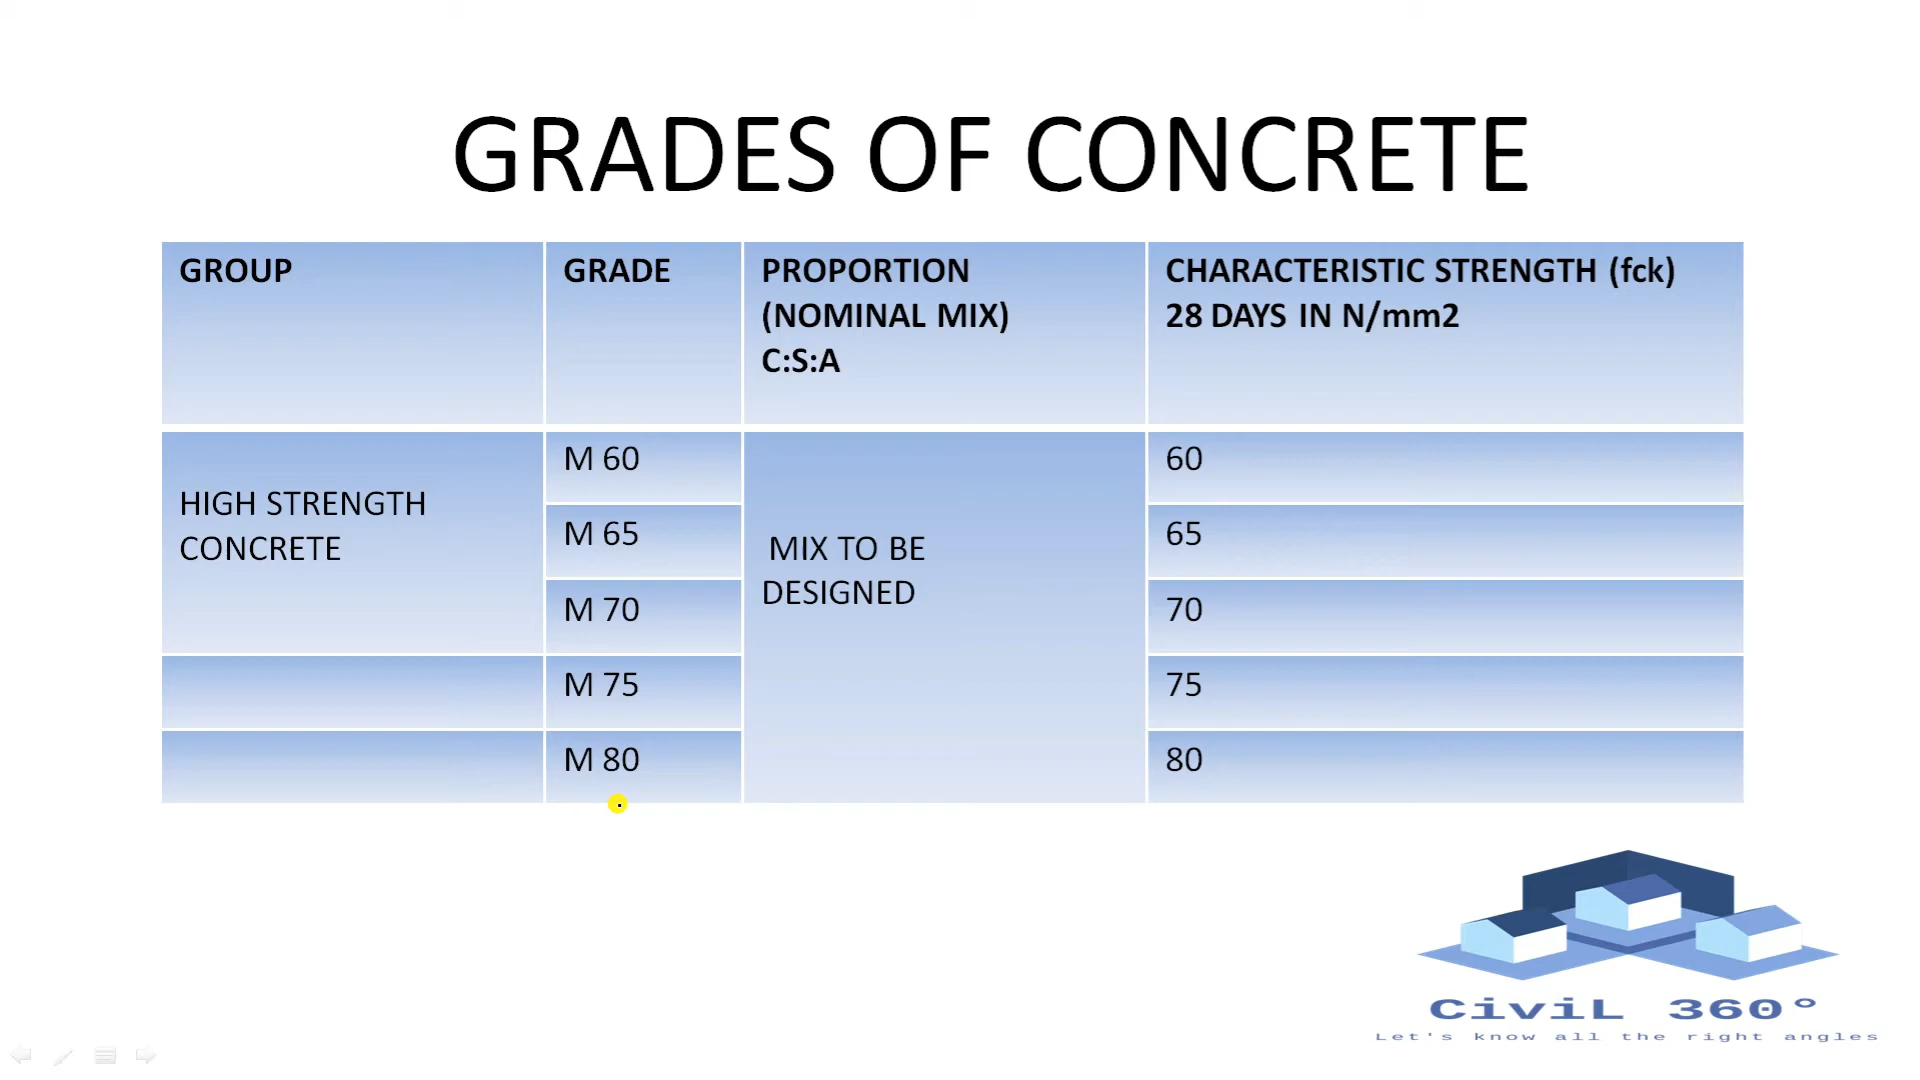 GRADES OF CONCRETE
GROUP
GRADE
PROPORTION
(NOMINAL MIX)
C:S:A
CHARACTERISTIC STRENGTH (fck)
28 DAYS IN N/mm2
HIGH STRENGTH
CONCRETE
M 60
MIX TO BE
DESIGNED
60
M 65
65
M 70
70
M 75
75
M 80
80
CiviL 360°
Let's know all the right angles